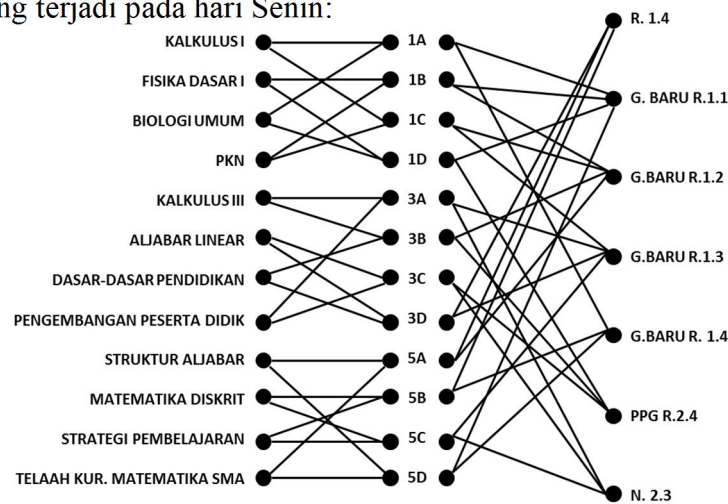 ng terjadi pada hari Senin:
KALKULUS I 1A R. 1.4
FISIKA DASAR I 1B G. BARU R.1.1
BIOLOGI UMUM 1C G.BARU R.1.2
PKN 1D G.BARU R.1.3
KALKULUS III 3A G.BARU R. 1.4
ALJABAR LINEAR 3B PPG R.2.4
DASAR-DASAR PENDIDIKAN 3C N. 2.3
PENGEMBANGAN PESERTA DIDIK 3D
STRUKTUR ALJABAR 5A
MATEMATIKA DISKRIT 5B
STRATEGI PEMBELAJARAN 5C
TELAAH KUR. MATEMATIKA SMA 5D